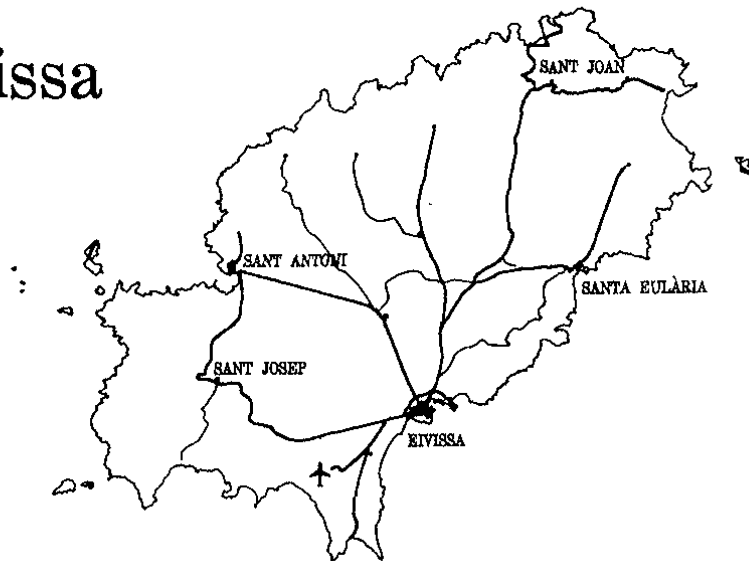 issa
SANT JOAN
SANT ANTONI
SANTA EULÀRIA
SANT JOSEP
EIVISSA